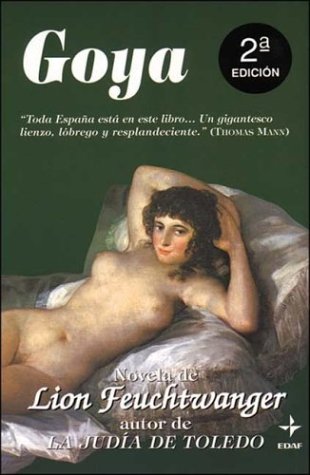 Goya
2ª
EDICIÓN
“Toda España está en este libro... Un gigantesco
lienzo, lóbrego y resplandeciente.” (THOMAS MANN)
Novela de
Lion Feuchtwanger
autor de
LA JUDÍA DE TOLEDO
EDAF